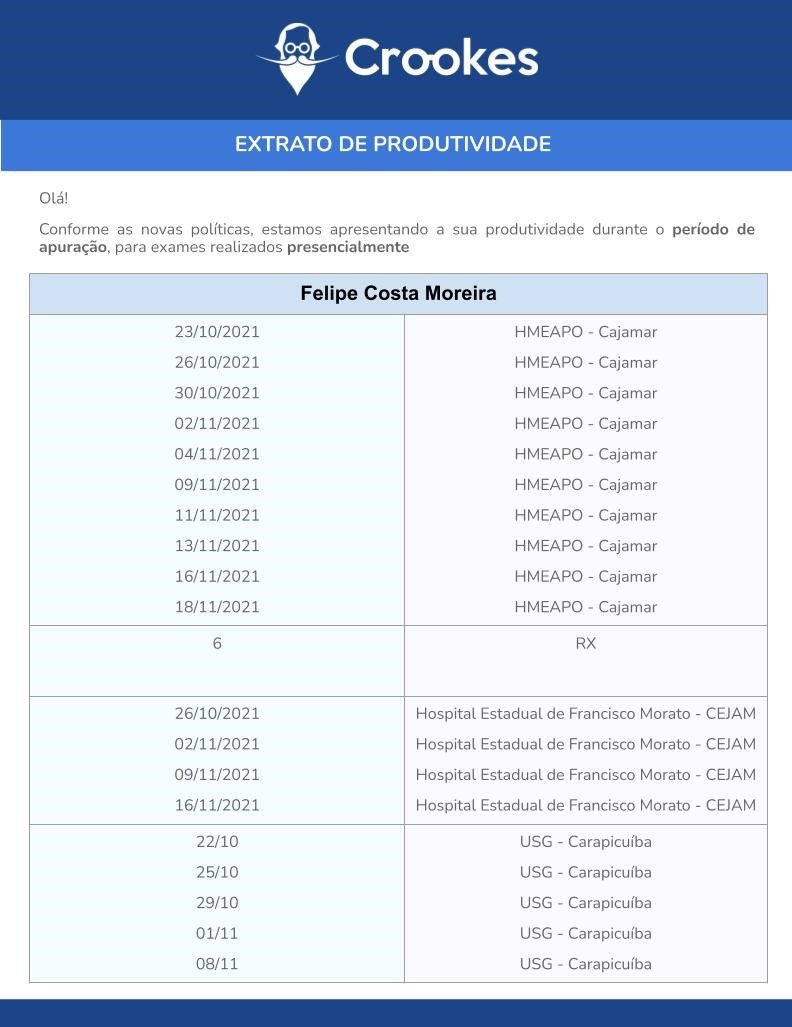 Crookes
EXTRATO DE PRODUTIVIDADE
Olá!
Conforme as novas políticas, estamos apresentando a sua produtividade durante o período de
apuração, para exames realizados presencialmente
Felipe Costa Moreira
23/10/2021 HMEAPO - Cajamar
26/10/2021 HMEAPO - Cajamar
30/10/2021 HMEAPO - Cajamar
02/11/2021 HMEAPO - Cajamar
04/11/2021 HMEAPO - Cajamar
09/11/2021 HMEAPO - Cajamar
11/11/2021 HMEAPO - Cajamar
13/11/2021 HMEAPO - Cajamar
16/11/2021 HMEAPO - Cajamar
18/11/2021 HMEAPO - Cajamar
6 RX
26/10/2021 Hospital Estadual de Francisco Morato - CEJAM
02/11/2021 Hospital Estadual de Francisco Morato - CEJAM
09/11/2021 Hospital Estadual de Francisco Morato - CEJAM
16/11/2021 Hospital Estadual de Francisco Morato - CEJAM
22/10 USG - Carapicuíba
25/10 USG - Carapicuíba
29/10 USG - Carapicuíba
01/11 USG - Carapicuíba
08/11 USG - Carapicuíba